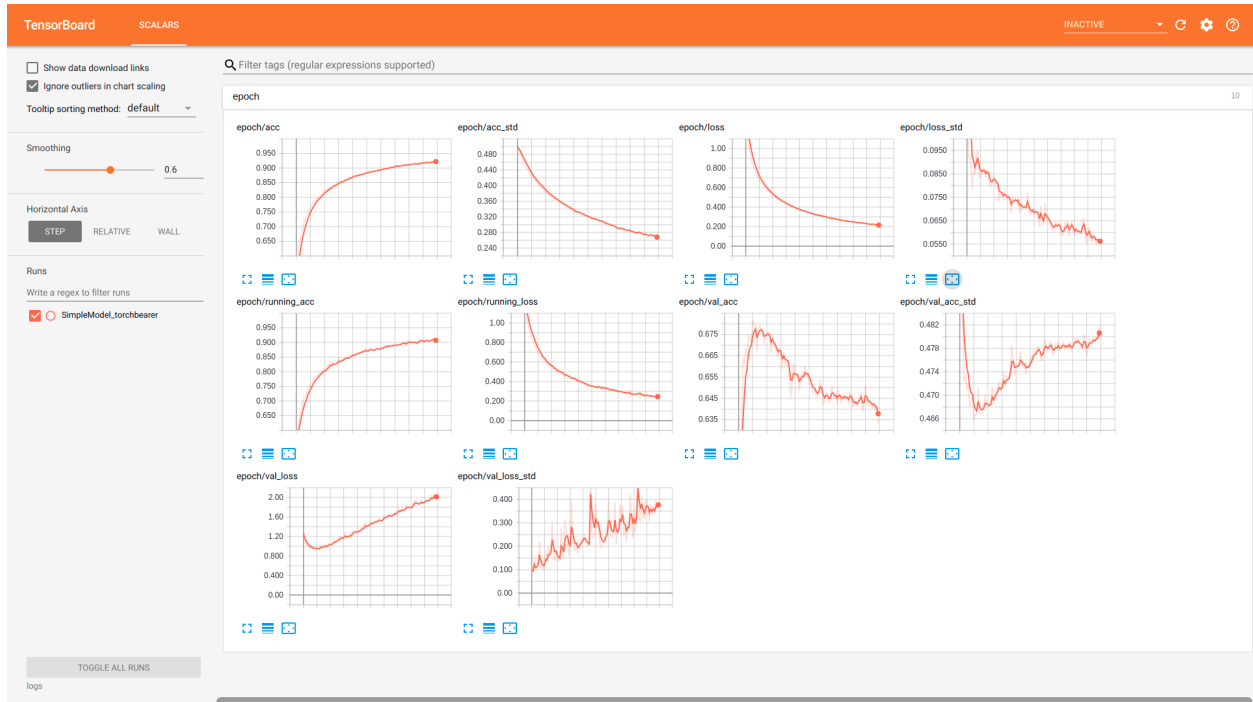 TensorBoard SCALARS INACTIVE
Show data download links
Ignore outliers in chart scaling
Tooltip sorting method: default
Smoothing
0.6
Horizontal Axis
STEP RELATIVE WALL
Runs
Write a regex to filter runs
SimpleModel_torchbearer
TOGGLE ALL RUNS
logs
Filter tags (regular expressions supported)
epoch 10
epoch/acc
0.950
0.900
0.850
0.800
0.750
0.700
0.650
epoch/acc_std
0.480
0.440
0.400
0.360
0.320
0.280
0.240
epoch/loss
1.00
0.800
0.600
0.400
0.200
0.00
epoch/loss_std
0.0950
0.0850
0.0750
0.0650
0.0550
epoch/running_acc
0.950
0.900
0.850
0.800
0.750
0.700
0.650
epoch/running_loss
1.00
0.800
0.600
0.400
0.200
0.00
epoch/val_acc
0.675
0.665
0.655
0.645
0.635
epoch/val_acc_std
0.482
0.478
0.474
0.470
0.466
epoch/val_loss
2.00
1.60
1.20
0.800
0.400
0.00
epoch/val_loss_std
0.400
0.300
0.200
0.100
0.00